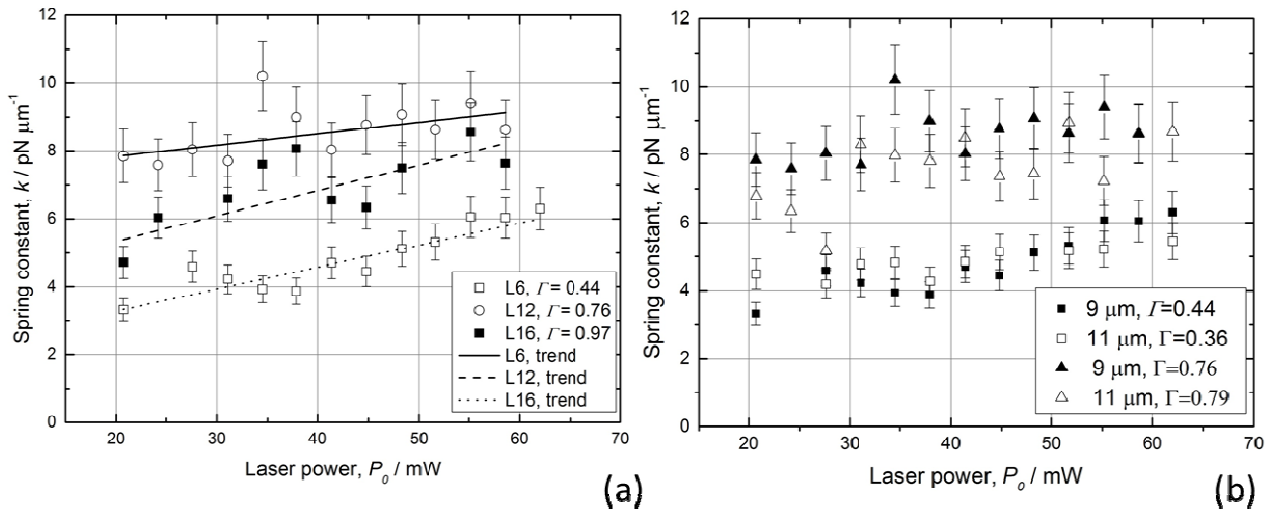 12
10
8
6
4
2
0
Spring constant, k / pN μm⁻¹
20
30
40
50
60
70
Laser power, P₀ / mW
L6, Γ = 0.44
L12, Γ = 0.76
L16, Γ = 0.97
L6, trend
L12, trend
L16, trend
(a)
12
10
8
6
4
2
0
Spring constant, k / pN μm⁻¹
20
30
40
50
60
70
Laser power, P₀ / mW
9 μm, Γ=0.44
11 μm, Γ=0.36
9 μm, Γ=0.76
11 μm, Γ=0.79
(b)